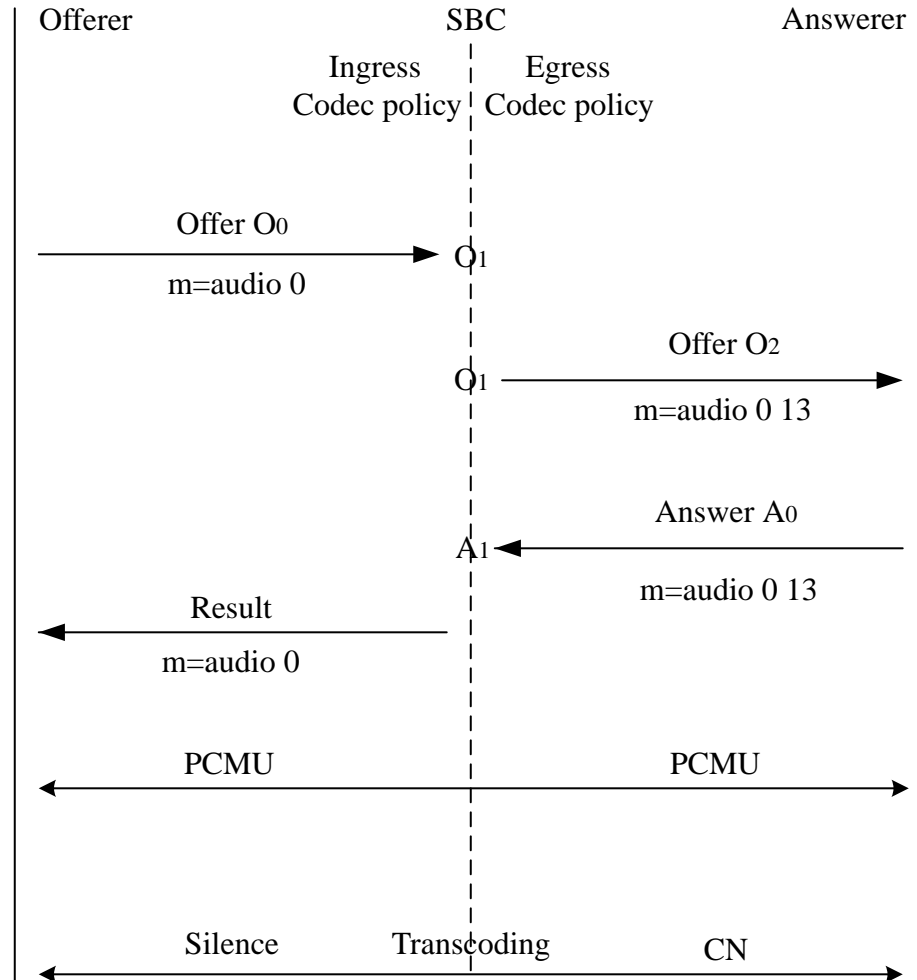 Offerer SBC Answerer
Ingress Egress
Codec policy Codec policy
Offer O0
O1
m=audio 0
Offer O2
O1
m=audio 0 13
Answer A0
A1
m=audio 0 13
Result
m=audio 0
PCMU PCMU
Silence Transcoding CN